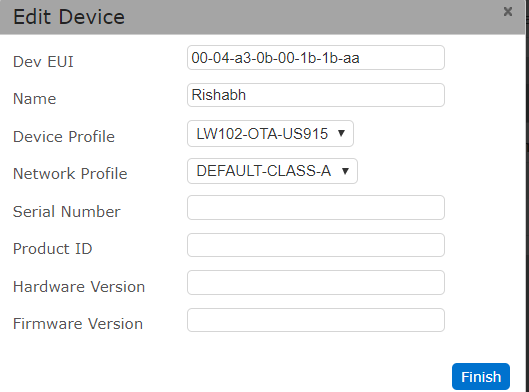 Edit Device
Dev EUI 00-04-a3-0b-00-1b-1b-aa
Name Rishabh
Device Profile LW102-OTA-US915
Network Profile DEFAULT-CLASS-A
Serial Number
Product ID
Hardware Version
Firmware Version
Finish